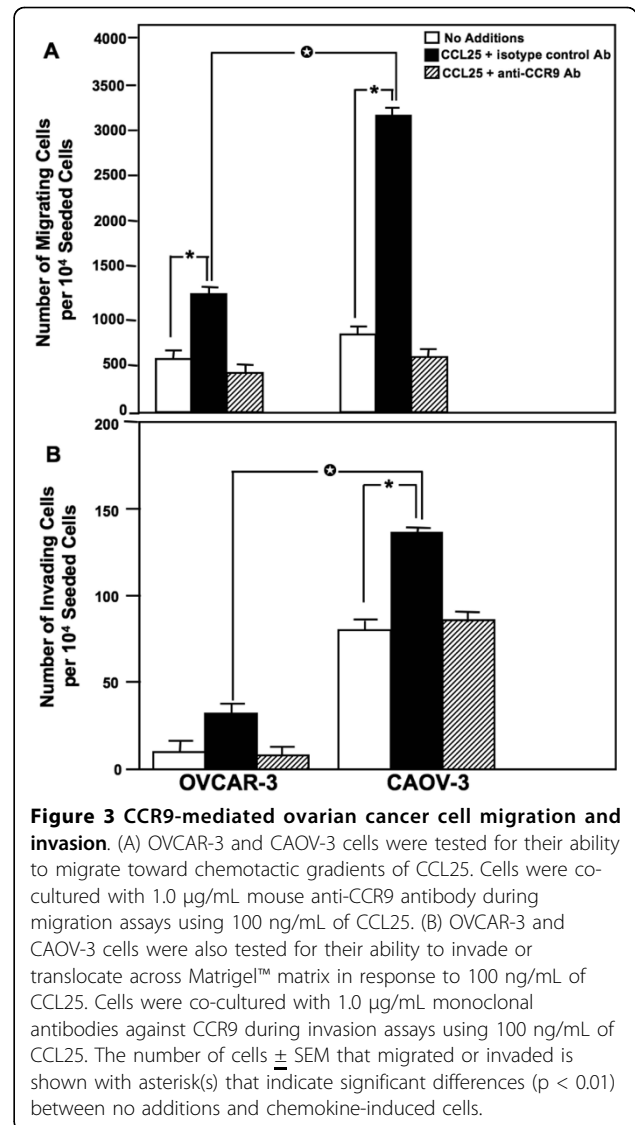 A
No Additions
CCL25 + isotype control Ab
CCL25 + anti-CCR9 Ab
Number of Migrating Cells
per 10⁴ Seeded Cells
4000
3500
3000
2500
2000
1500
1000
500
0
*
*
✪
B
Number of Invading Cells
per 10⁴ Seeded Cells
200
150
100
50
0
✪
*
OVCAR-3 CAOV-3
Figure 3 CCR9-mediated ovarian cancer cell migration and
invasion. (A) OVCAR-3 and CAOV-3 cells were tested for their ability
to migrate toward chemotactic gradients of CCL25. Cells were co-
cultured with 1.0 μg/mL mouse anti-CCR9 antibody during
migration assays using 100 ng/mL of CCL25. (B) OVCAR-3 and
CAOV-3 cells were also tested for their ability to invade or
translocate across Matrigel™ matrix in response to 100 ng/mL of
CCL25. Cells were co-cultured with 1.0 μg/mL monoclonal
antibodies against CCR9 during invasion assays using 100 ng/mL of
CCL25. The number of cells ± SEM that migrated or invaded is
shown with asterisk(s) that indicate significant differences (p < 0.01)
between no additions and chemokine-induced cells.